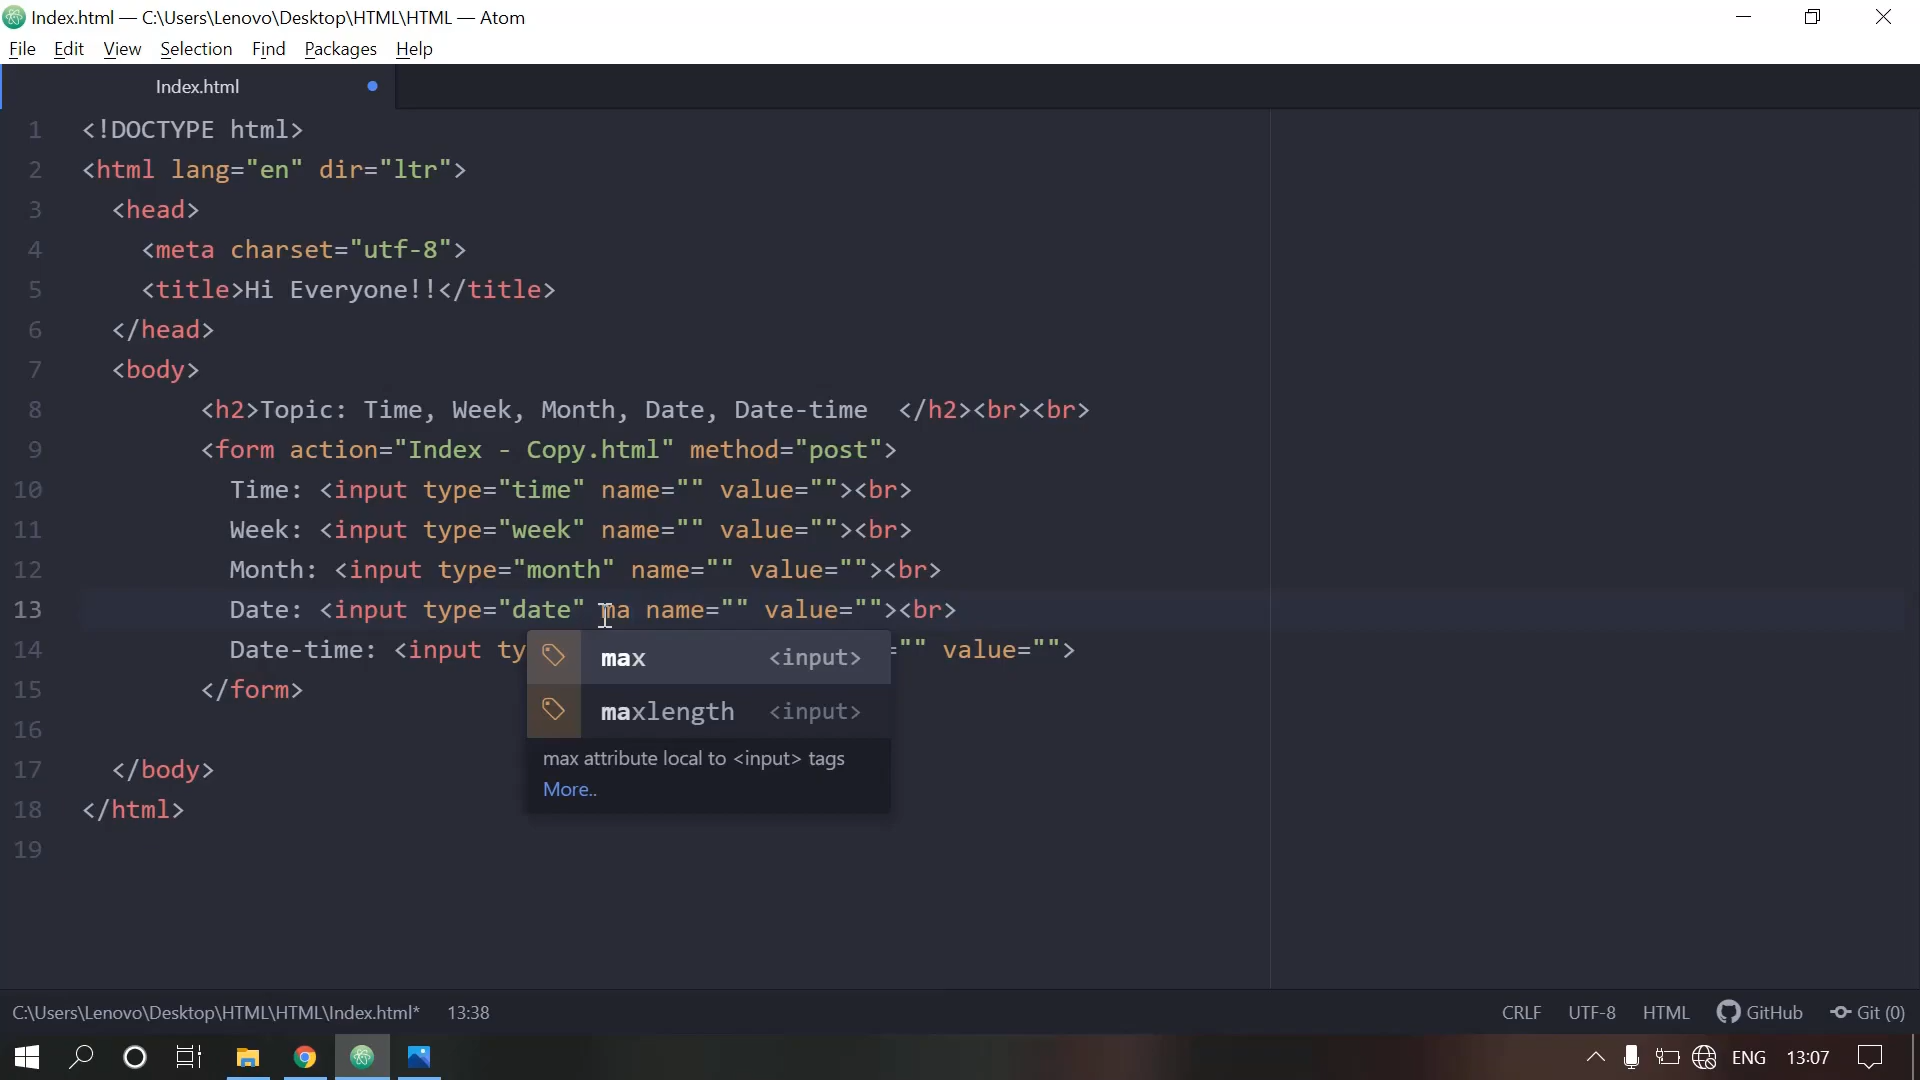 Index.html — C:\Users\Lenovo\Desktop\HTML\HTML — Atom
File Edit View Selection Find Packages Help
Index.html
1 <!DOCTYPE html>
2 <html lang="en" dir="ltr">
3 <head>
4 <meta charset="utf-8">
5 <title>Hi Everyone!!</title>
6 </head>
7 <body>
8 <h2>Topic: Time, Week, Month, Date, Date-time </h2><br><br>
9 <form action="Index - Copy.html" method="post">
10 Time: <input type="time" name="" value=""><br>
11 Week: <input type="week" name="" value=""><br>
12 Month: <input type="month" name="" value=""><br>
13 Date: <input type="date" ma name="" value=""><br>
14 Date-time: <input ty ="" value="">
max <input>
15 </form>
maxlength <input>
16
max attribute local to <input> tags
17 </body>
More..
18 </html>
19
C:\Users\Lenovo\Desktop\HTML\HTML\Index.html* 13:38 CRLF UTF-8 HTML GitHub Git (0)
ENG 13:07